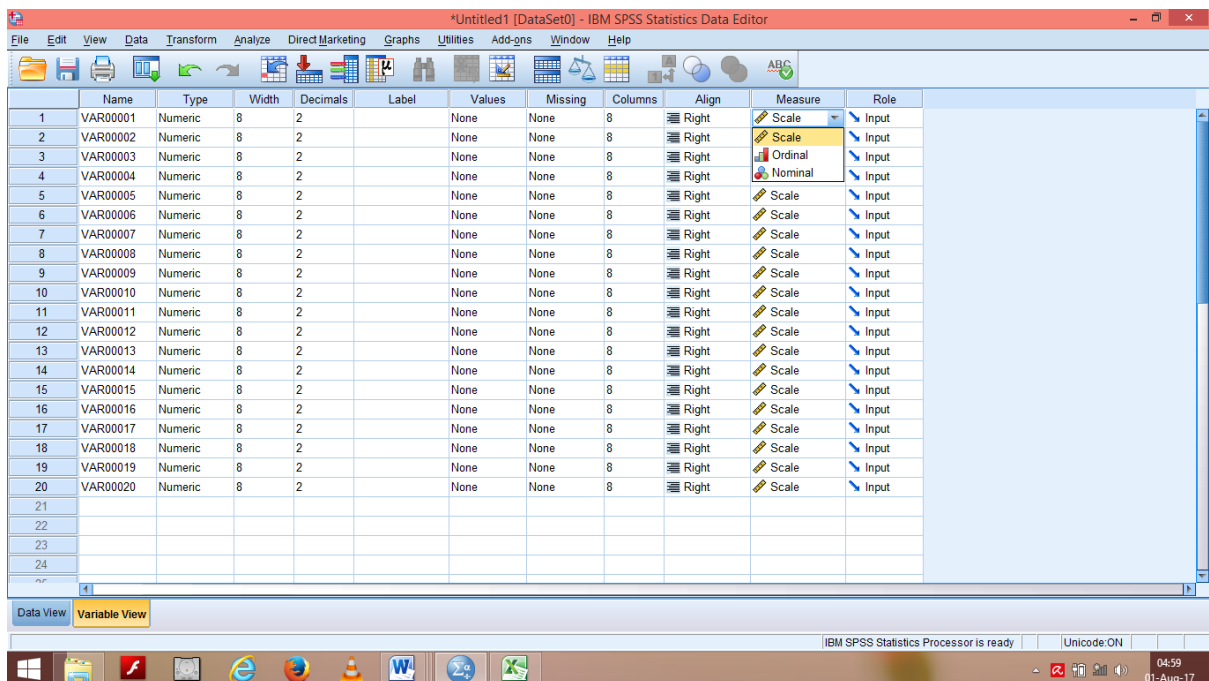 *Untitled1 [DataSet0] - IBM SPSS Statistics Data Editor
File Edit View Data Transform Analyze Direct Marketing Graphs Utilities Add-ons Window Help
Name Type Width Decimals Label Values Missing Columns Align Measure Role
1 VAR00001 Numeric 8 2 None None 8 Right Scale Input
2 VAR00002 Numeric 8 2 None None 8 Right Scale Input
3 VAR00003 Numeric 8 2 None None 8 Right Ordinal Input
4 VAR00004 Numeric 8 2 None None 8 Right Nominal Input
5 VAR00005 Numeric 8 2 None None 8 Right Scale Input
6 VAR00006 Numeric 8 2 None None 8 Right Scale Input
7 VAR00007 Numeric 8 2 None None 8 Right Scale Input
8 VAR00008 Numeric 8 2 None None 8 Right Scale Input
9 VAR00009 Numeric 8 2 None None 8 Right Scale Input
10 VAR00010 Numeric 8 2 None None 8 Right Scale Input
11 VAR00011 Numeric 8 2 None None 8 Right Scale Input
12 VAR00012 Numeric 8 2 None None 8 Right Scale Input
13 VAR00013 Numeric 8 2 None None 8 Right Scale Input
14 VAR00014 Numeric 8 2 None None 8 Right Scale Input
15 VAR00015 Numeric 8 2 None None 8 Right Scale Input
16 VAR00016 Numeric 8 2 None None 8 Right Scale Input
17 VAR00017 Numeric 8 2 None None 8 Right Scale Input
18 VAR00018 Numeric 8 2 None None 8 Right Scale Input
19 VAR00019 Numeric 8 2 None None 8 Right Scale Input
20 VAR00020 Numeric 8 2 None None 8 Right Scale Input
21
22
23
24
Data View Variable View
IBM SPSS Statistics Processor is ready Unicode:ON
04:59
01-Aug-17